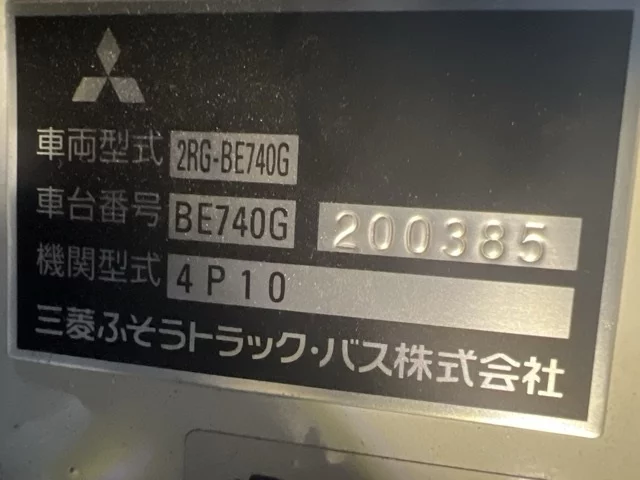 車両型式 2RG-BE740G
車台番号 BE740G 200385
機関型式 4P10
三菱ふそうトラック・バス株式会社